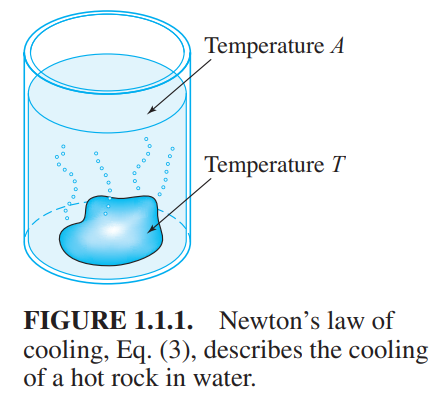 Temperature A
Temperature T
FIGURE 1.1.1. Newton's law of
cooling, Eq. (3), describes the cooling
of a hot rock in water.